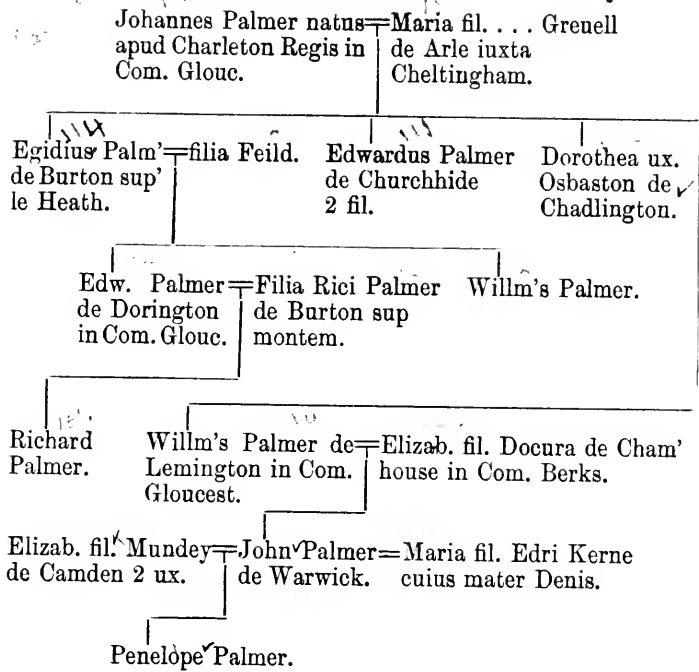 Johannes Palmer natus=Maria fil. . . . Grenell
apud Charleton Regis in de Arle iuxta
Com. Glouc. Cheltingham.
114 115
Egidius Palm'=filia Feild. Edwardus Palmer Dorothea ux.
de Burton sup' de Churchhide Osbaston de
le Heath. 2 fil. Chadlington.
Edw. Palmer=Filia Rici Palmer Willm's Palmer.
de Dorington de Burton sup
in Com. Glouc. montem.
Richard Willm's Palmer de=Elizab. fil. Docura de Cham'
Palmer. Lemington in Com. house in Com. Berks.
Gloucest.
Elizab. fil. Mundey=John Palmer=Maria fil. Edri Kerne
de Camden 2 ux. de Warwick. cuius mater Denis.
Penelope Palmer.